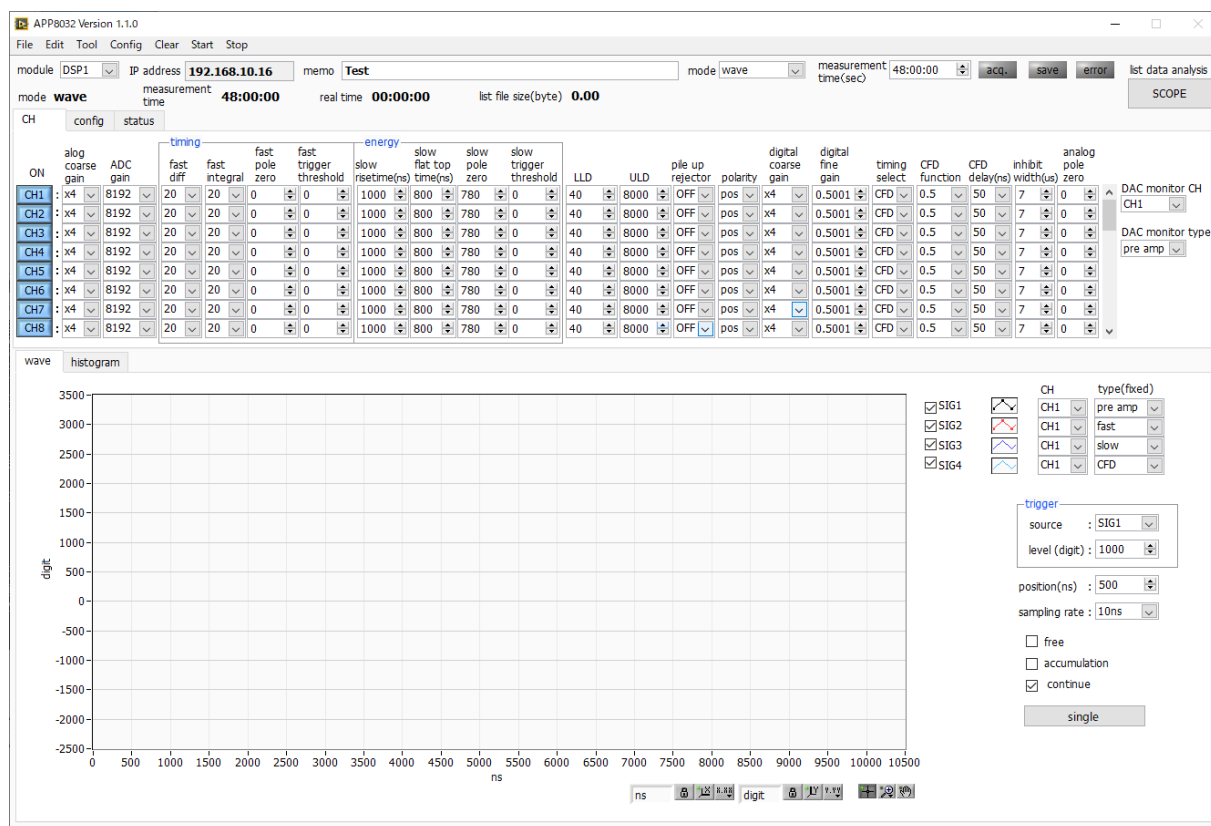 APP8032 Version 1.1.0
File Edit Tool Config Clear Start Stop
module DSP1 IP address 192.168.10.16 memo Test mode wave measurement time(sec) 48:00:00 acq. save error list data analysis
mode wave measurement time 48:00:00 real time 00:00:00 list file size(byte) 0.00 SCOPE
CH config status
timing energy
ON alog coarse gain ADC gain fast diff fast integral fast pole zero fast trigger threshold slow risetime(ns) slow flat top time(ns) slow pole zero slow trigger threshold LLD ULD pile up rejector polarity digital coarse gain digital fine gain timing select CFD function CFD delay(ns) inhibit width(us) analog pole zero
CH1 : x4 8192 20 20 0 0 1000 800 780 0 40 8000 OFF pos x4 0.5001 CFD 0.5 50 7 0
CH2 : x4 8192 20 20 0 0 1000 800 780 0 40 8000 OFF pos x4 0.5001 CFD 0.5 50 7 0
CH3 : x4 8192 20 20 0 0 1000 800 780 0 40 8000 OFF pos x4 0.5001 CFD 0.5 50 7 0
CH4 : x4 8192 20 20 0 0 1000 800 780 0 40 8000 OFF pos x4 0.5001 CFD 0.5 50 7 0
CH5 : x4 8192 20 20 0 0 1000 800 780 0 40 8000 OFF pos x4 0.5001 CFD 0.5 50 7 0
CH6 : x4 8192 20 20 0 0 1000 800 780 0 40 8000 OFF pos x4 0.5001 CFD 0.5 50 7 0
CH7 : x4 8192 20 20 0 0 1000 800 780 0 40 8000 OFF pos x4 0.5001 CFD 0.5 50 7 0
CH8 : x4 8192 20 20 0 0 1000 800 780 0 40 8000 OFF pos x4 0.5001 CFD 0.5 50 7 0
DAC monitor CH
CH1
DAC monitor type
pre amp
wave histogram
3500
3000
2500
2000
1500
1000
500
0
-500
-1000
-1500
-2000
-2500
digit
0 500 1000 1500 2000 2500 3000 3500 4000 4500 5000 5500 6000 6500 7000 7500 8000 8500 9000 9500 10000 10500
ns
ns X.XX digit Y.YY
CH type(fixed)
SIG1 CH1 pre amp
SIG2 CH1 fast
SIG3 CH1 slow
SIG4 CH1 CFD
trigger
source : SIG1
level (digit) : 1000
position(ns) : 500
sampling rate : 10ns
free
accumulation
continue
single